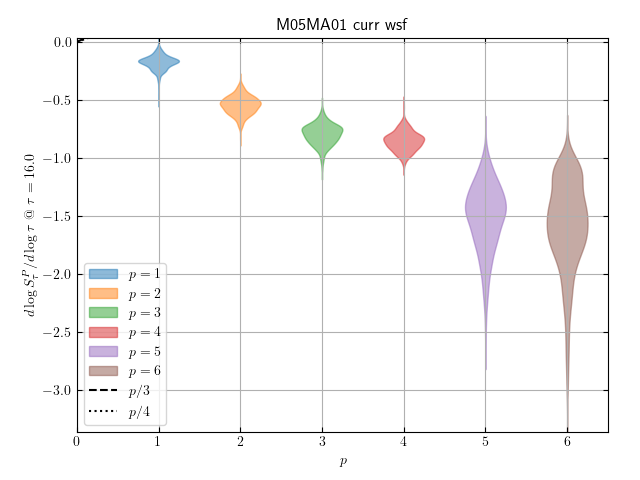 M05MA01 curr wsf
d log S_τ^p / d log τ @ τ = 16.0
0.0
−0.5
−1.0
−1.5
−2.0
−2.5
−3.0
p = 1
p = 2
p = 3
p = 4
p = 5
p = 6
p/3
p/4
0 1 2 3 4 5 6
p